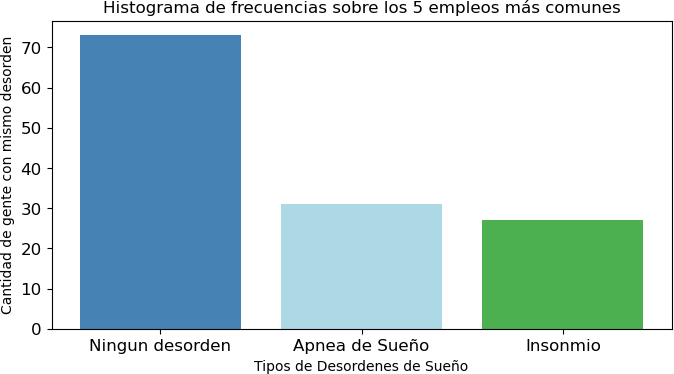 Histograma de frecuencias sobre los 5 empleos más comunes
Cantidad de gente con mismo desorden
70
60
50
40
30
20
10
0
Ningun desorden
Apnea de Sueño
Insonmio
Tipos de Desordenes de Sueño